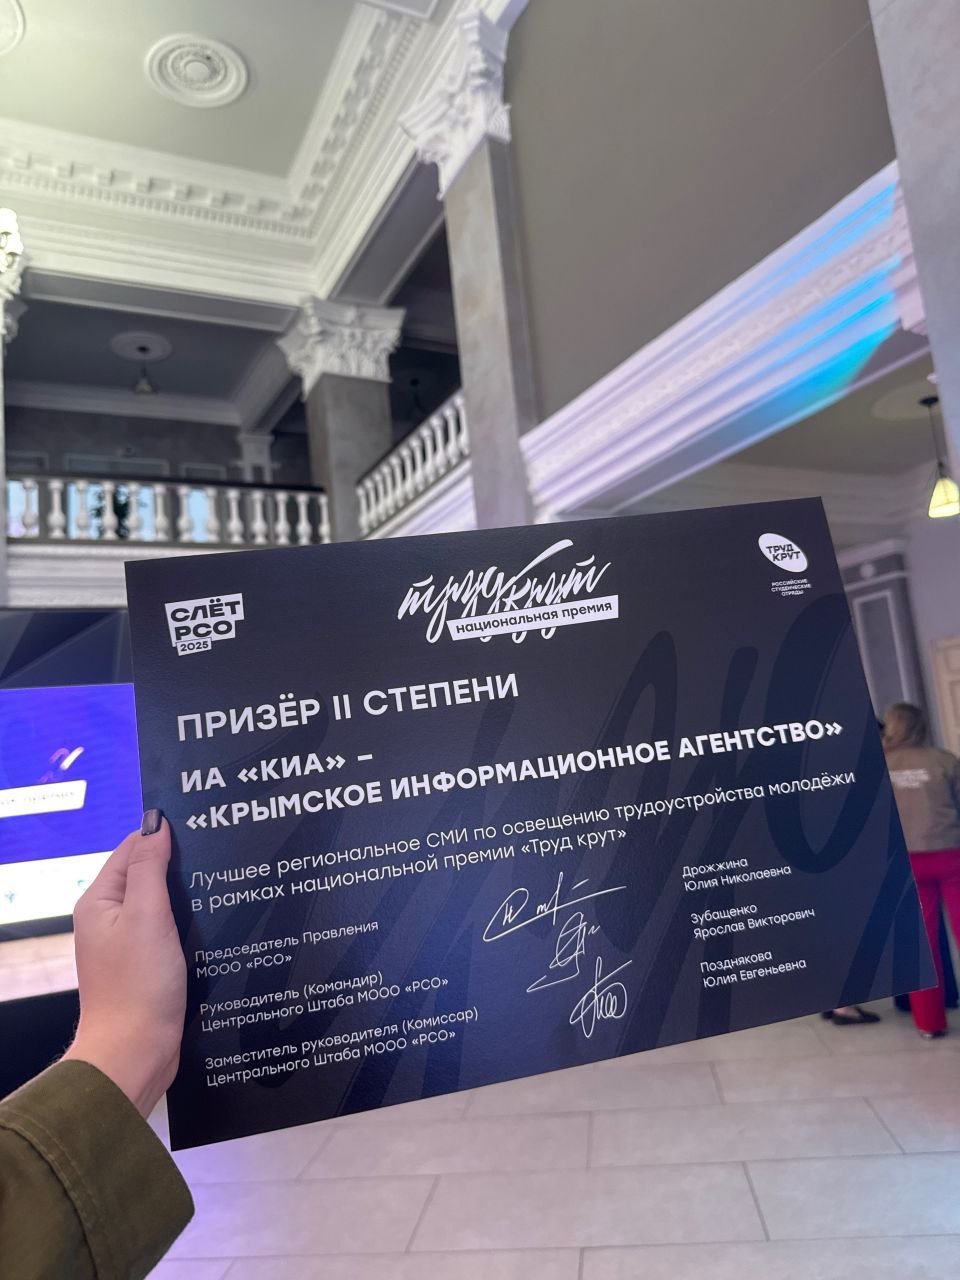 СЛЁТ
РСО
2025
труд крут
национальная премия
ТРУД
КРУТ
РОССИЙСКИЕ
СТУДЕНЧЕСКИЕ
ОТРЯДЫ
ПРИЗЁР II СТЕПЕНИ
ИА «КИА» –
«КРЫМСКОЕ ИНФОРМАЦИОННОЕ АГЕНТСТВО»
Лучшее региональное СМИ по освещению трудоустройства молодёжи
в рамках национальной премии «Труд крут»
Председатель Правления
МООО «РСО»
Дрожжина
Юлия Николаевна
Руководитель (Командир)
Центрального Штаба МООО «РСО»
Зубащенко
Ярослав Викторович
Заместитель руководителя (Комиссар)
Центрального Штаба МООО «РСО»
Позднякова
Юлия Евгеньевна